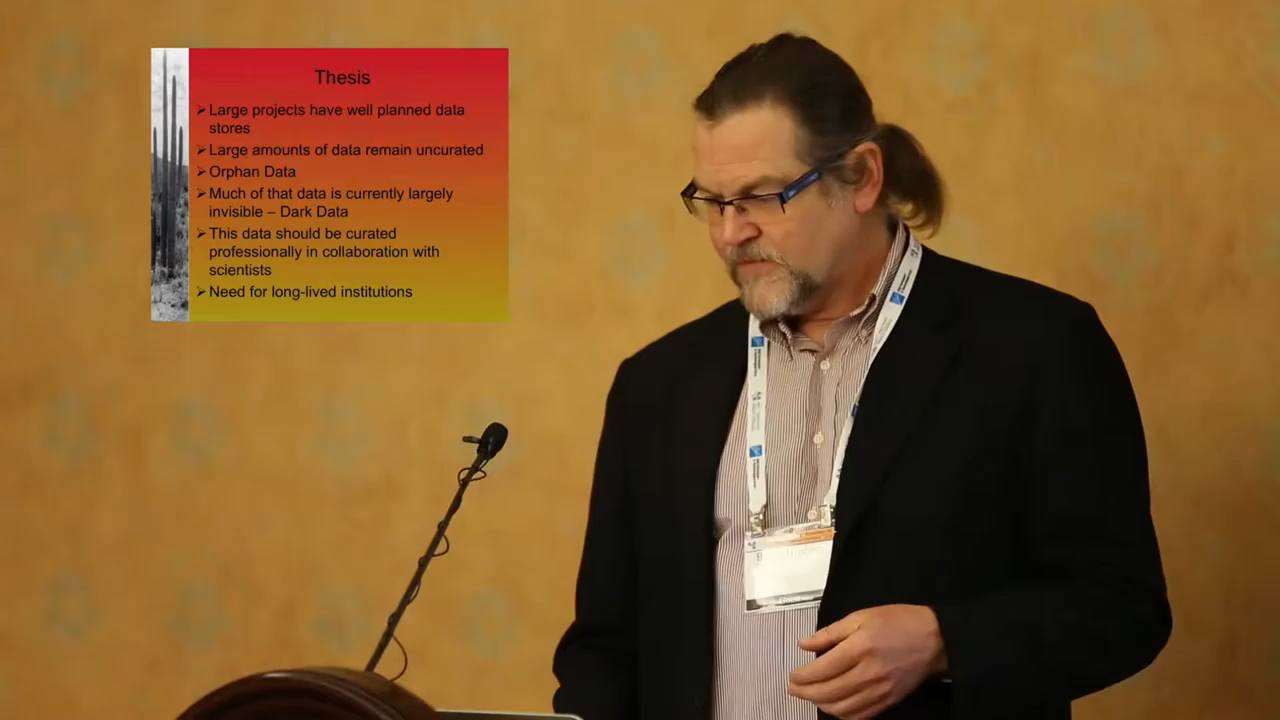 Thesis
➢Large projects have well planned data
stores
➢Large amounts of data remain uncurated
➢Orphan Data
➢Much of that data is currently largely
invisible – Dark Data
➢This data should be curated
professionally in collaboration with
scientists
➢Need for long-lived institutions